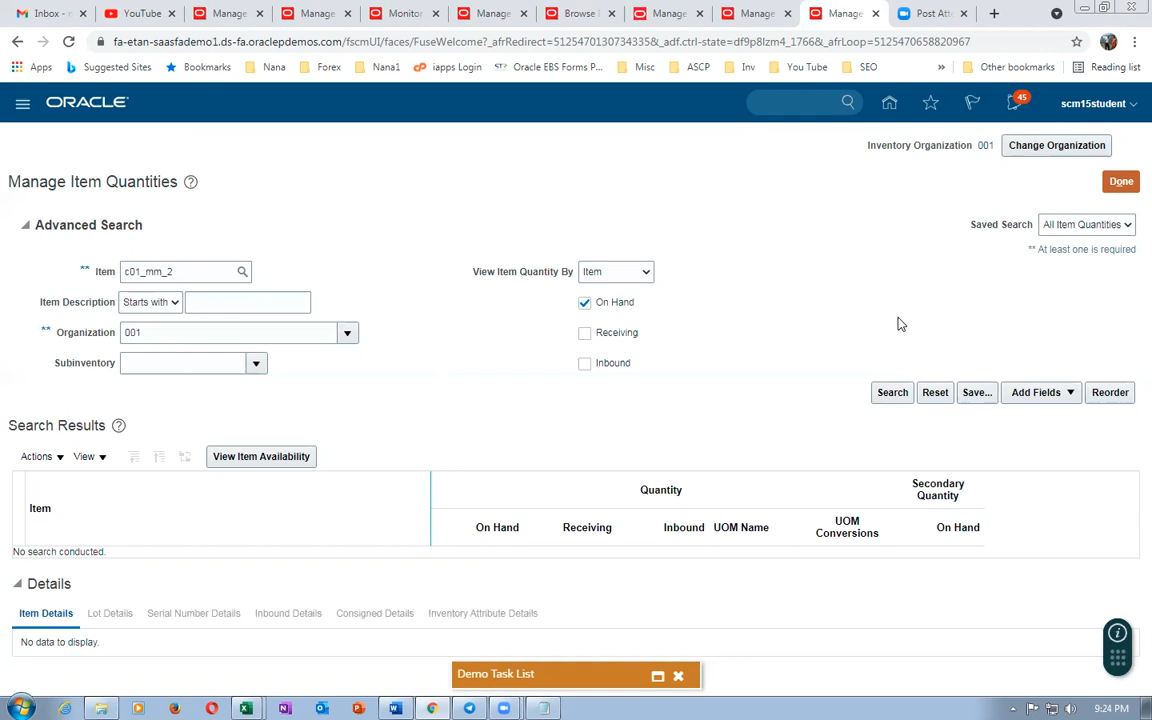 Inbox - c
YouTube
Manage
Manage
Monitor
Manage
Browse I
Manage
Manage
Manage
Post Atte
fa-etan-saasfademo1.ds-fa.oraclepdemos.com/fscmUI/faces/FuseWelcome?_afrRedirect=5125470130734335&_adf.ctrl-state=df9p8lzm4_1766&_afrLoop=5125470658820967
Apps
Suggested Sites
Bookmarks
Nana
Forex
Nana1
iapps Login
Oracle EBS Forms P...
Misc
ASCP
Inv
You Tube
SEO
»
Other bookmarks
Reading list
ORACLE
45
scm15student
Inventory Organization 001
Change Organization
Manage Item Quantities
Done
Advanced Search
Saved Search
All Item Quantities
** At least one is required
** Item
c01_mm_2
View Item Quantity By
Item
Item Description
Starts with
On Hand
** Organization
001
Receiving
Subinventory
Inbound
Search
Reset
Save...
Add Fields
Reorder
Search Results
Actions
View
View Item Availability
Item
Quantity
Secondary Quantity
On Hand
Receiving
Inbound
UOM Name
UOM Conversions
On Hand
No search conducted.
Details
Item Details
Lot Details
Serial Number Details
Inbound Details
Consigned Details
Inventory Attribute Details
No data to display.
Demo Task List
9:24 PM